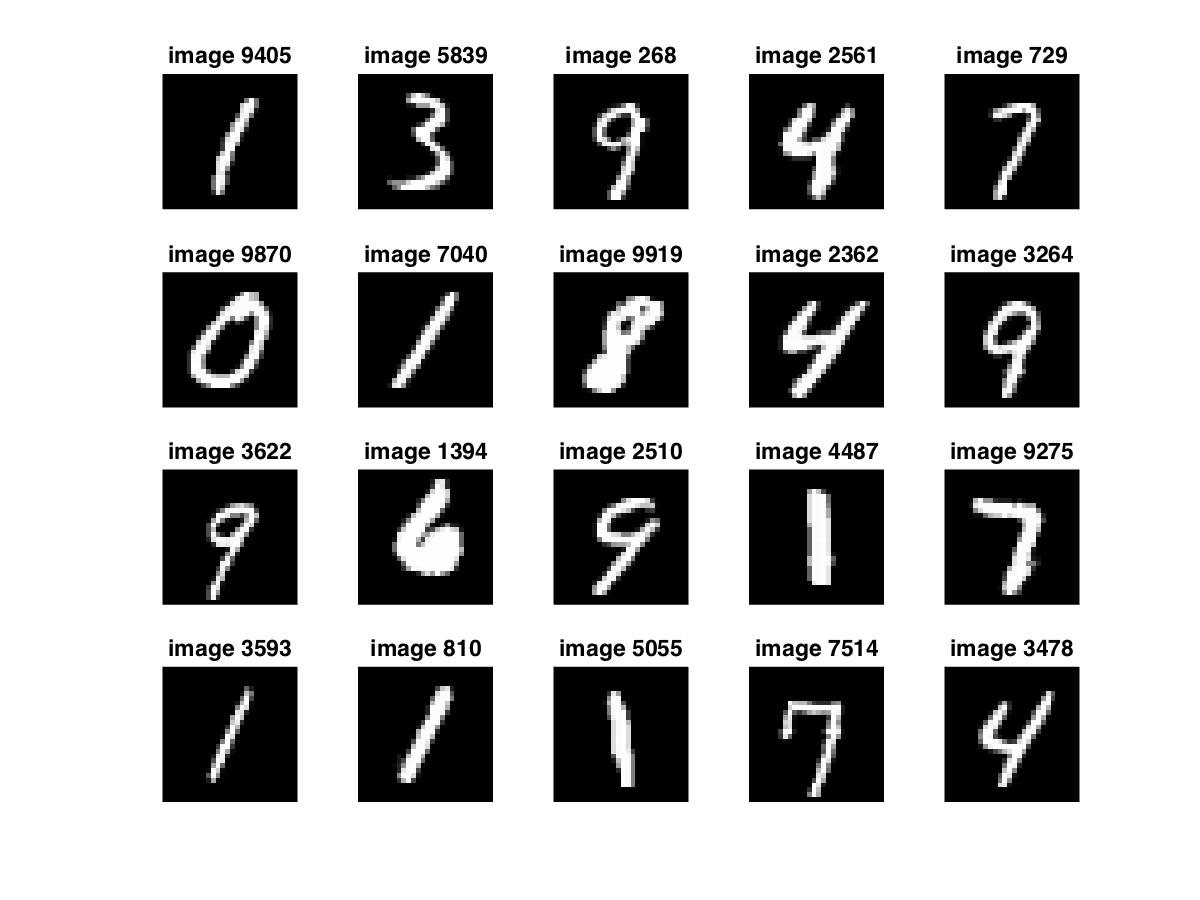 image 9405 image 5839 image 268 image 2561 image 729
1 3 9 4 7
image 9870 image 7040 image 9919 image 2362 image 3264
0 1 8 4 9
image 3622 image 1394 image 2510 image 4487 image 9275
9 6 9 1 7
image 3593 image 810 image 5055 image 7514 image 3478
1 1 1 7 4